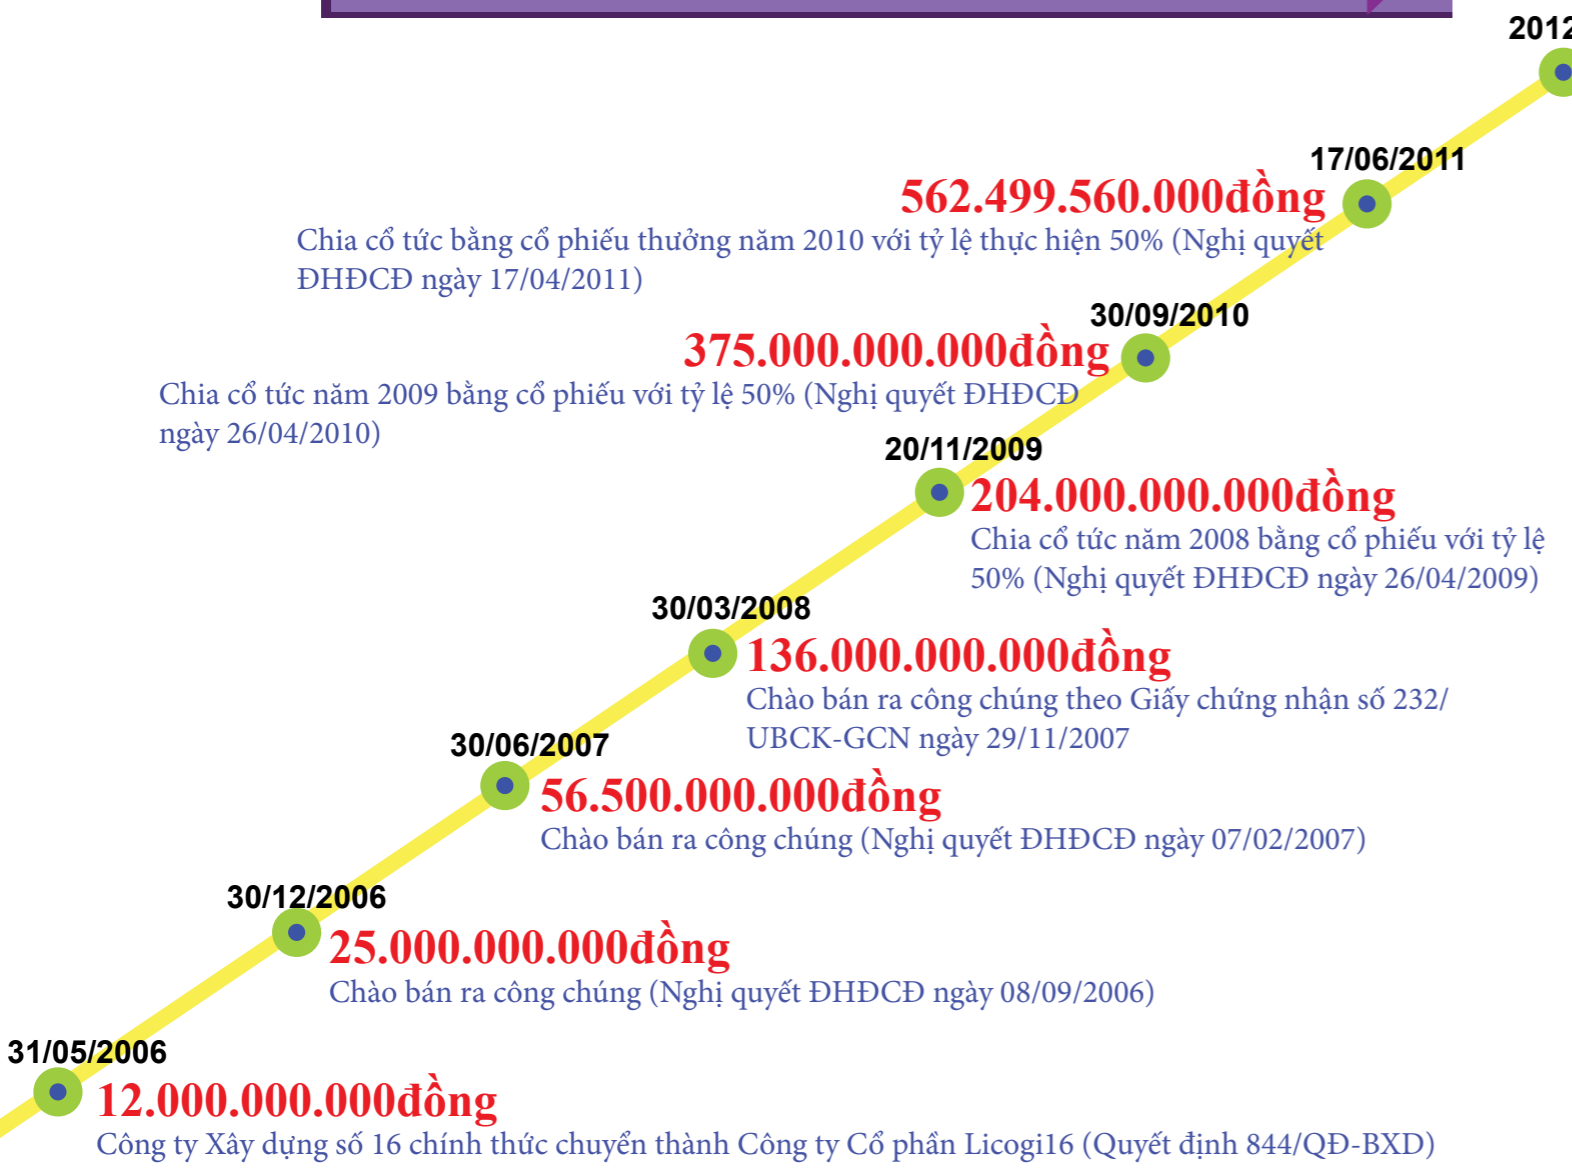 2012
17/06/2011
562.499.560.000đồng
Chia cổ tức bằng cổ phiếu thưởng năm 2010 với tỷ lệ thực hiện 50% (Nghị quyết
ĐHĐCĐ ngày 17/04/2011)
30/09/2010
375.000.000.000đồng
Chia cổ tức năm 2009 bằng cổ phiếu với tỷ lệ 50% (Nghị quyết ĐHĐCĐ
ngày 26/04/2010)
20/11/2009
204.000.000.000đồng
Chia cổ tức năm 2008 bằng cổ phiếu với tỷ lệ
50% (Nghị quyết ĐHĐCĐ ngày 26/04/2009)
30/03/2008
136.000.000.000đồng
Chào bán ra công chúng theo Giấy chứng nhận số 232/
UBCK-GCN ngày 29/11/2007
30/06/2007
56.500.000.000đồng
Chào bán ra công chúng (Nghị quyết ĐHĐCĐ ngày 07/02/2007)
30/12/2006
25.000.000.000đồng
Chào bán ra công chúng (Nghị quyết ĐHĐCĐ ngày 08/09/2006)
31/05/2006
12.000.000.000đồng
Công ty Xây dựng số 16 chính thức chuyển thành Công ty Cổ phần Licogi16 (Quyết định 844/QĐ-BXD)